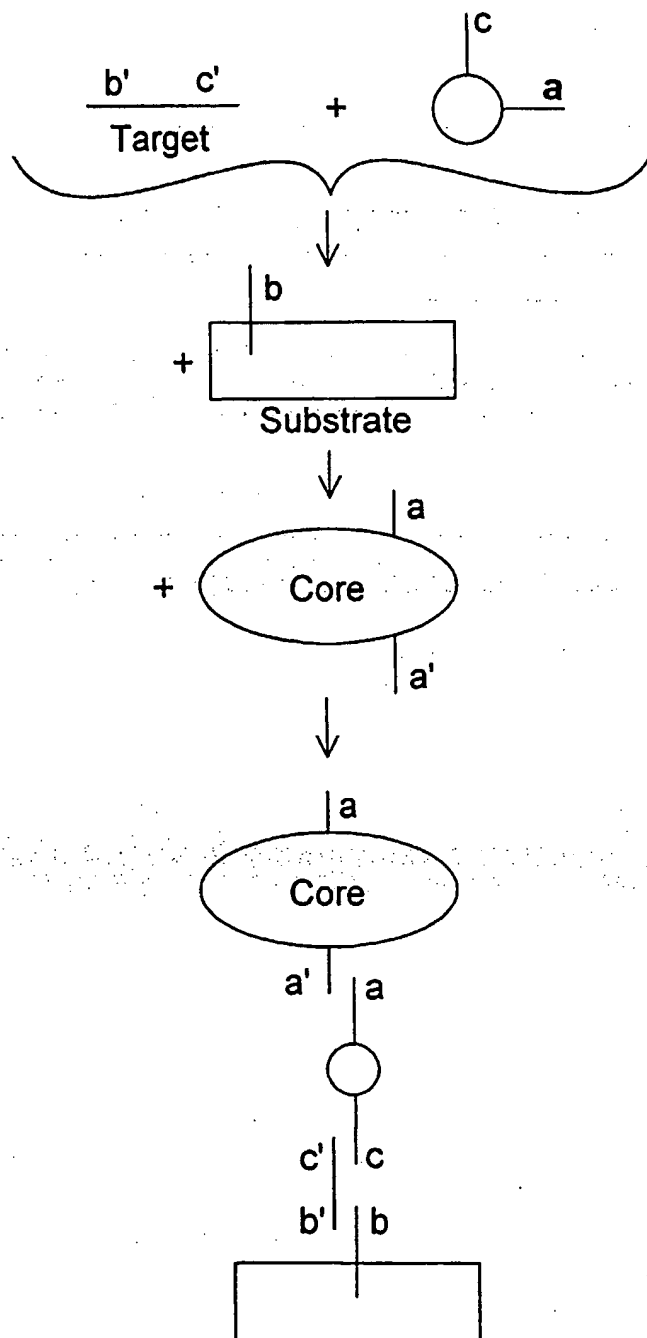 c
b' c' + a
Target
b
+
Substrate
a
+ Core
a'
a
Core
a' a
c' c
b' b